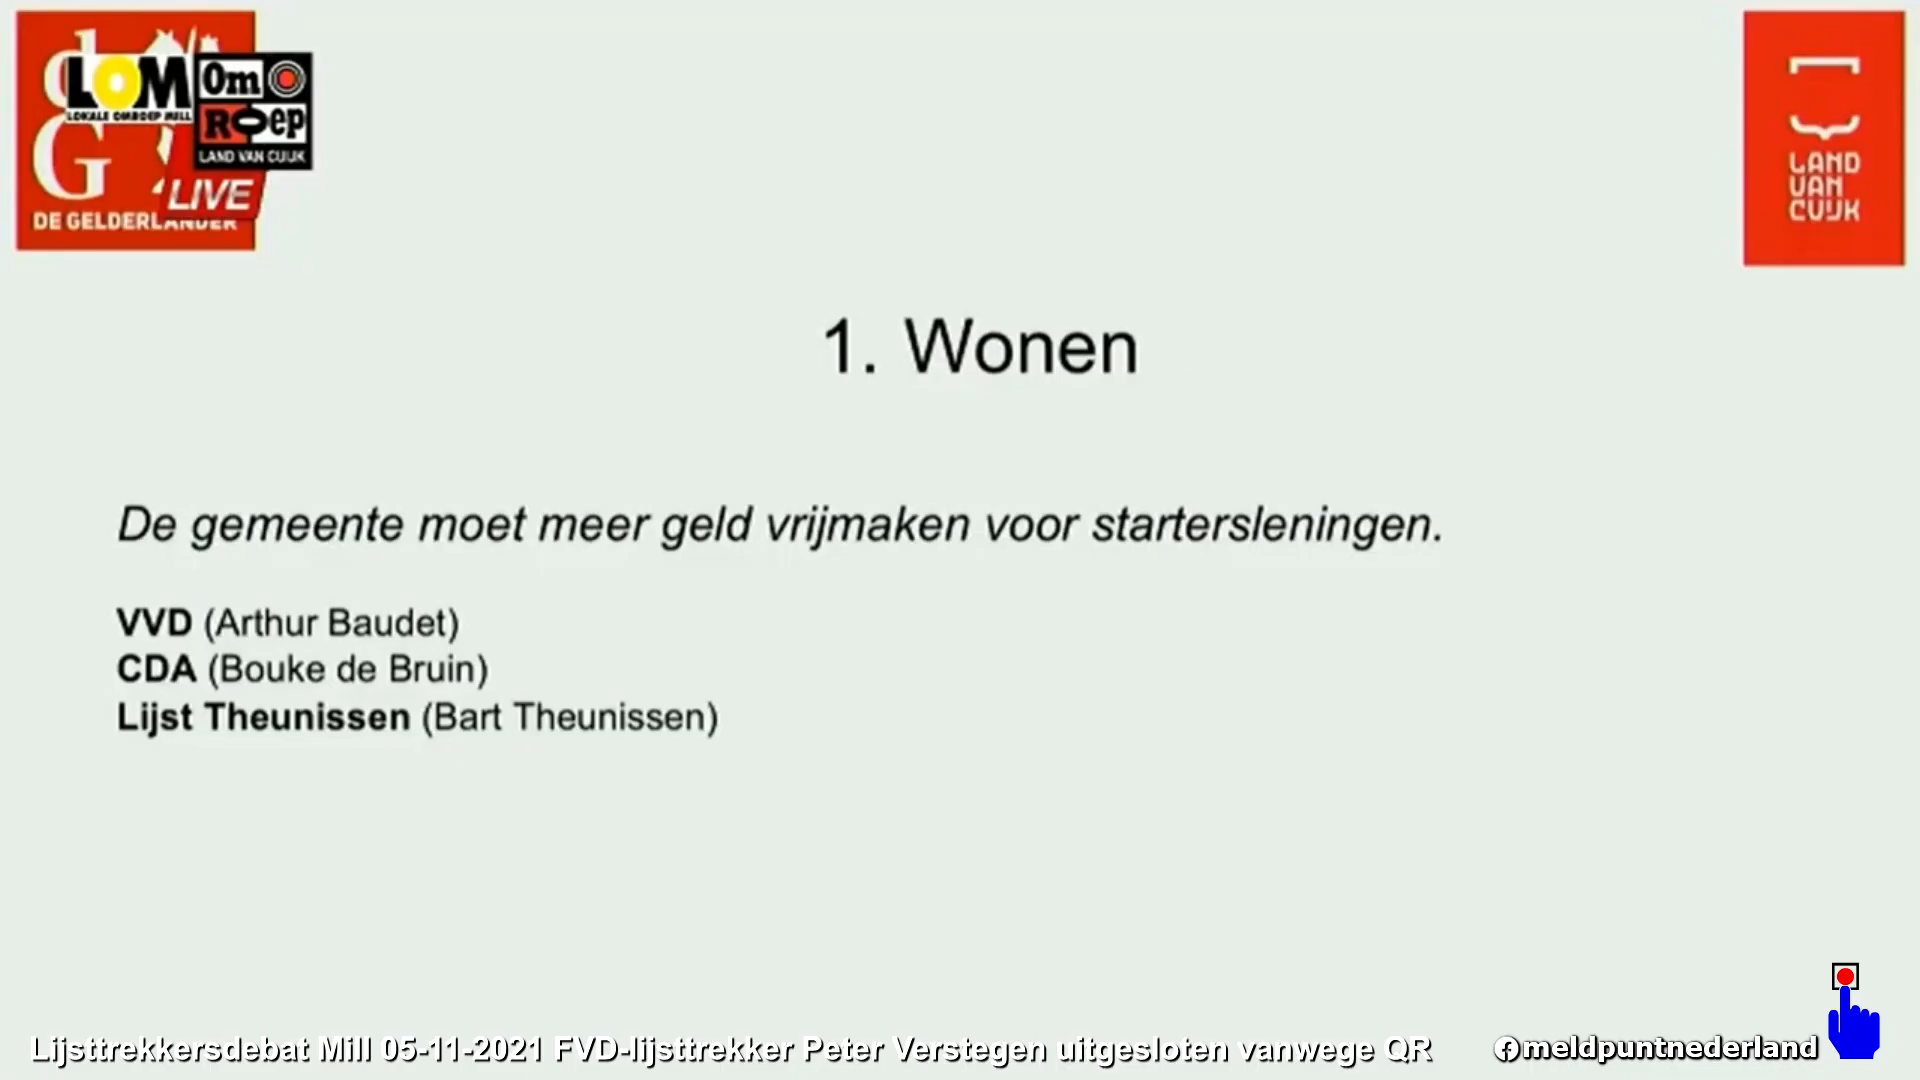 dG
DE GELDERLANDER
LOM
LOKALE OMROEP MILL
Om
Roep
LAND VAN CUIJK
LIVE
LAND
VAN
CUIJK
1. Wonen
De gemeente moet meer geld vrijmaken voor startersleningen.
VVD (Arthur Baudet)
CDA (Bouke de Bruin)
Lijst Theunissen (Bart Theunissen)
Lijsttrekkersdebat Mill 05-11-2021 FVD-lijsttrekker Peter Verstegen uitgesloten vanwege QR
meldpuntnederland